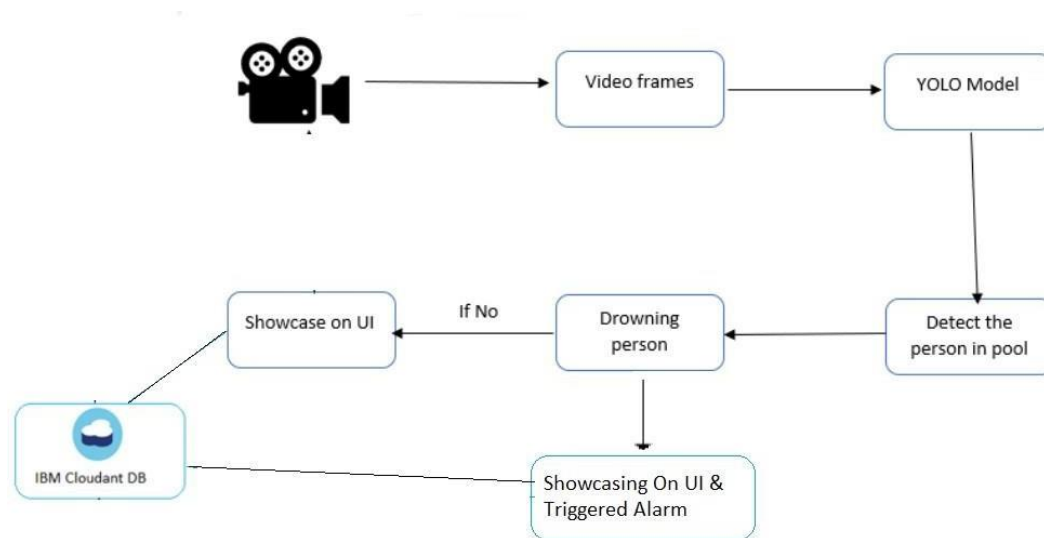 Video frames
YOLO Model
Showcase on UI
If No
Drowning
person
Detect the
person in pool
IBM Cloudant DB
Showcasing On UI &
Triggered Alarm